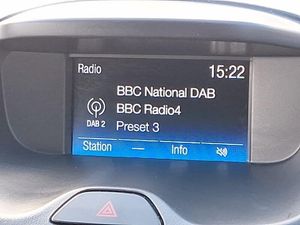 Radio 15:22
BBC National DAB
BBC Radio4
DAB 2 Preset 3
Station — Info